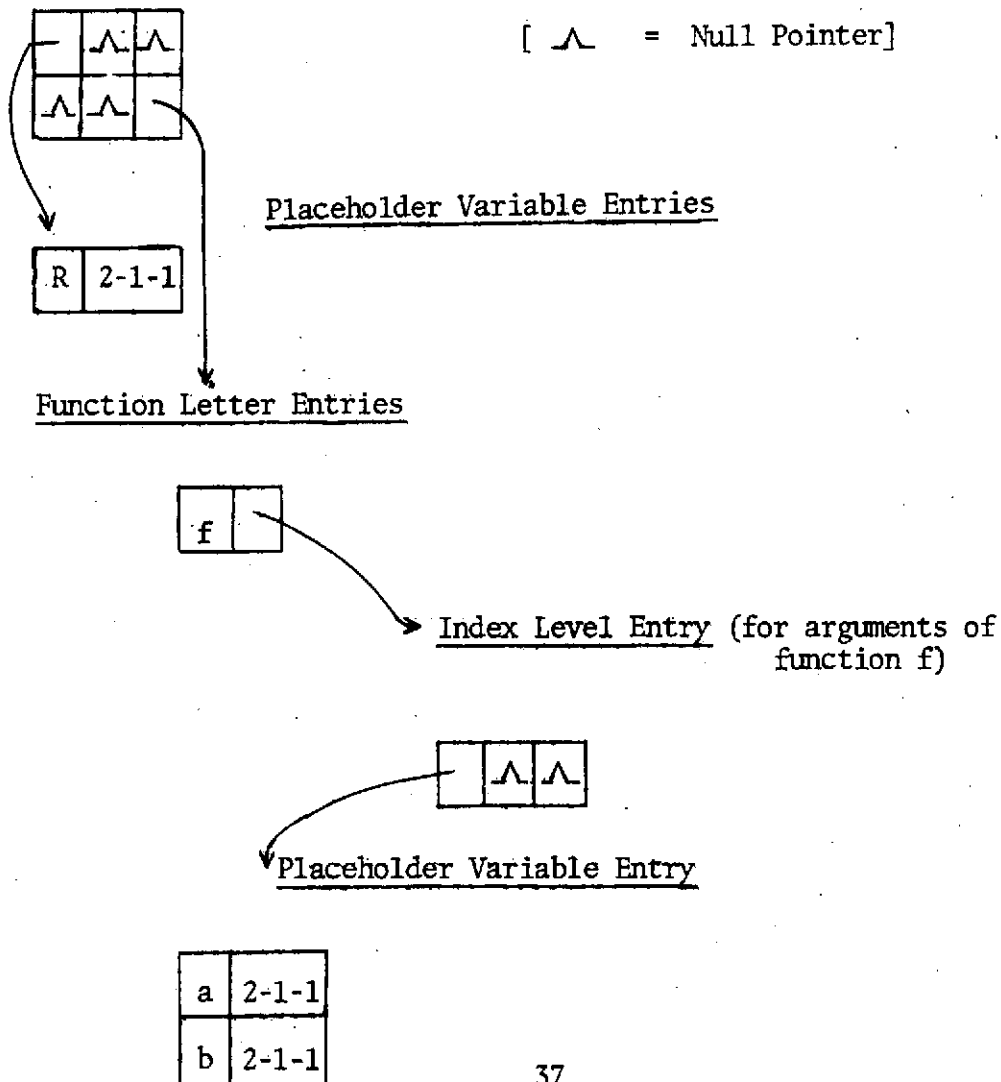 [ Λ = Null Pointer]
Λ Λ
Λ Λ
Placeholder Variable Entries
R 2-1-1
Function Letter Entries
f
Index Level Entry (for arguments of
function f)
Λ Λ
Placeholder Variable Entry
a 2-1-1
b 2-1-1
37